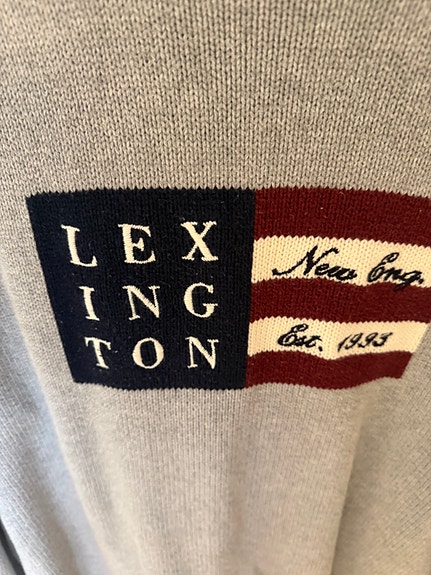 LEX
ING
TON
New Eng.
Est. 1993